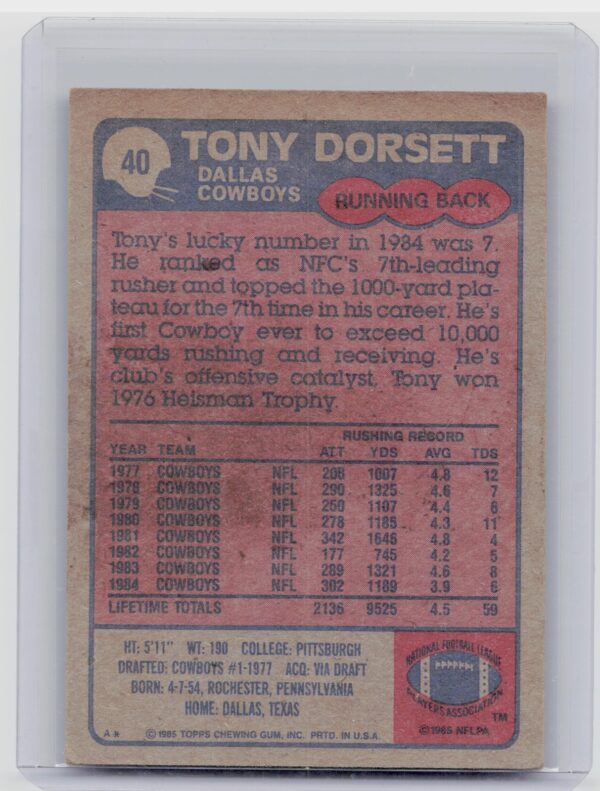 40
TONY DORSETT
DALLAS
COWBOYS
RUNNING BACK
Tony's lucky number in 1984 was 7.
He ranked as NFC's 7th-leading
rusher and topped the 1000-yard pla-
teau for the 7th time in his career. He's
first Cowboy ever to exceed 10,000
yards rushing and receiving. He's
club's offensive catalyst, Tony won
1976 Heisman Trophy.
RUSHING RECORD
YEAR TEAM ATT YDS AVG TDS
1977 COWBOYS NFL 208 1007 4.8 12
1978 COWBOYS NFL 290 1325 4.6 7
1979 COWBOYS NFL 250 1107 4.4 6
1980 COWBOYS NFL 278 1185 4.3 11
1981 COWBOYS NFL 342 1646 4.8 4
1982 COWBOYS NFL 177 745 4.2 5
1983 COWBOYS NFL 289 1321 4.6 8
1984 COWBOYS NFL 302 1189 3.9 6
LIFETIME TOTALS 2136 9525 4.5 59
HT: 5'11" WT: 190 COLLEGE: PITTSBURGH
DRAFTED: COWBOYS #1-1977 ACQ: VIA DRAFT
BORN: 4-7-54, ROCHESTER, PENNSYLVANIA
HOME: DALLAS, TEXAS
A* ©1985 TOPPS CHEWING GUM, INC. PRTD. IN U.S.A.
NATIONAL FOOTBALL LEAGUE
PLAYERS ASSOCIATION
TM
©1985 NFLPA